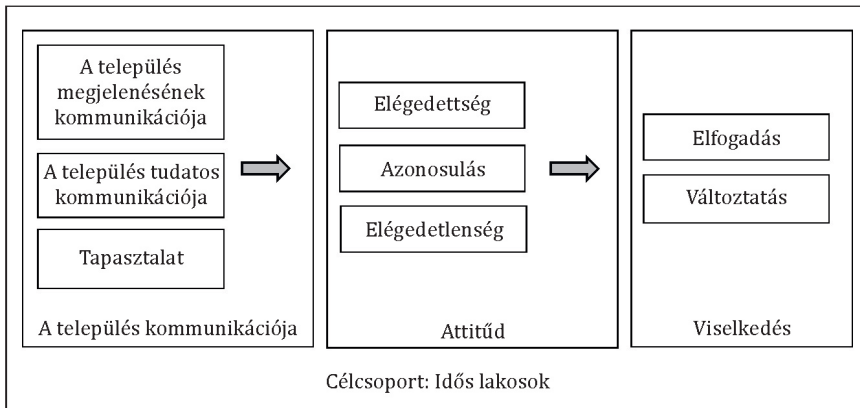 A település
megjelenésének
kommunikációja
A település tudatos
kommunikációja
Tapasztalat
A település kommunikációja
Elégedettség
Azonosulás
Elégedetlenség
Attitűd
Elfogadás
Változtatás
Viselkedés
Célcsoport: Idős lakosok